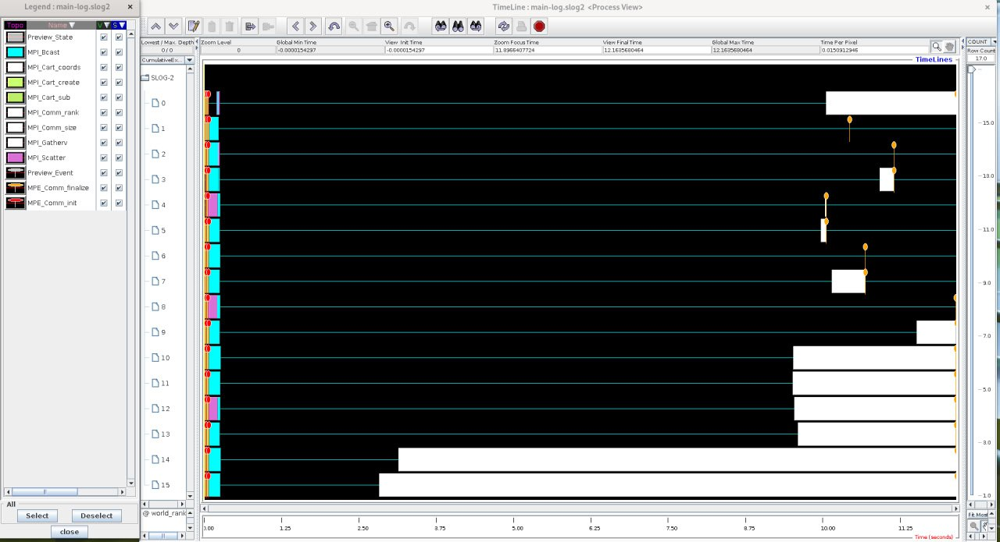 Legend : main-log.slog2
TimeLine : main-log.slog2 <Process View>
Topo Name V S
Preview_State
MPI_Bcast
MPI_Cart_coords
MPI_Cart_create
MPI_Cart_sub
MPI_Comm_rank
MPI_Comm_size
MPI_Gatherv
MPI_Scatter
Preview_Event
MPE_Comm_finalize
MPE_Comm_init
All
Select Deselect
close
Lowest / Max. Depth Zoom Level Global Min Time View Init Time Zoom Focus Time View Final Time Global Max Time Time Per Pixel
0 / 0 0 -0.0000154297 -0.0000154297 11.8966407724 12.1635680464 12.1635680464 0.0150912946
CumulativeEx...
TimeLines
SLOG-2
0
1
2
3
4
5
6
7
8
9
10
11
12
13
14
15
@ world_rank
0.00 1.25 2.50 3.75 5.00 6.25 7.50 8.75 10.00 11.25
Time (seconds)
COUNT
Row Count
17.0
15.0
13.0
11.0
9.0
7.0
5.0
3.0
1.0
Fit Most